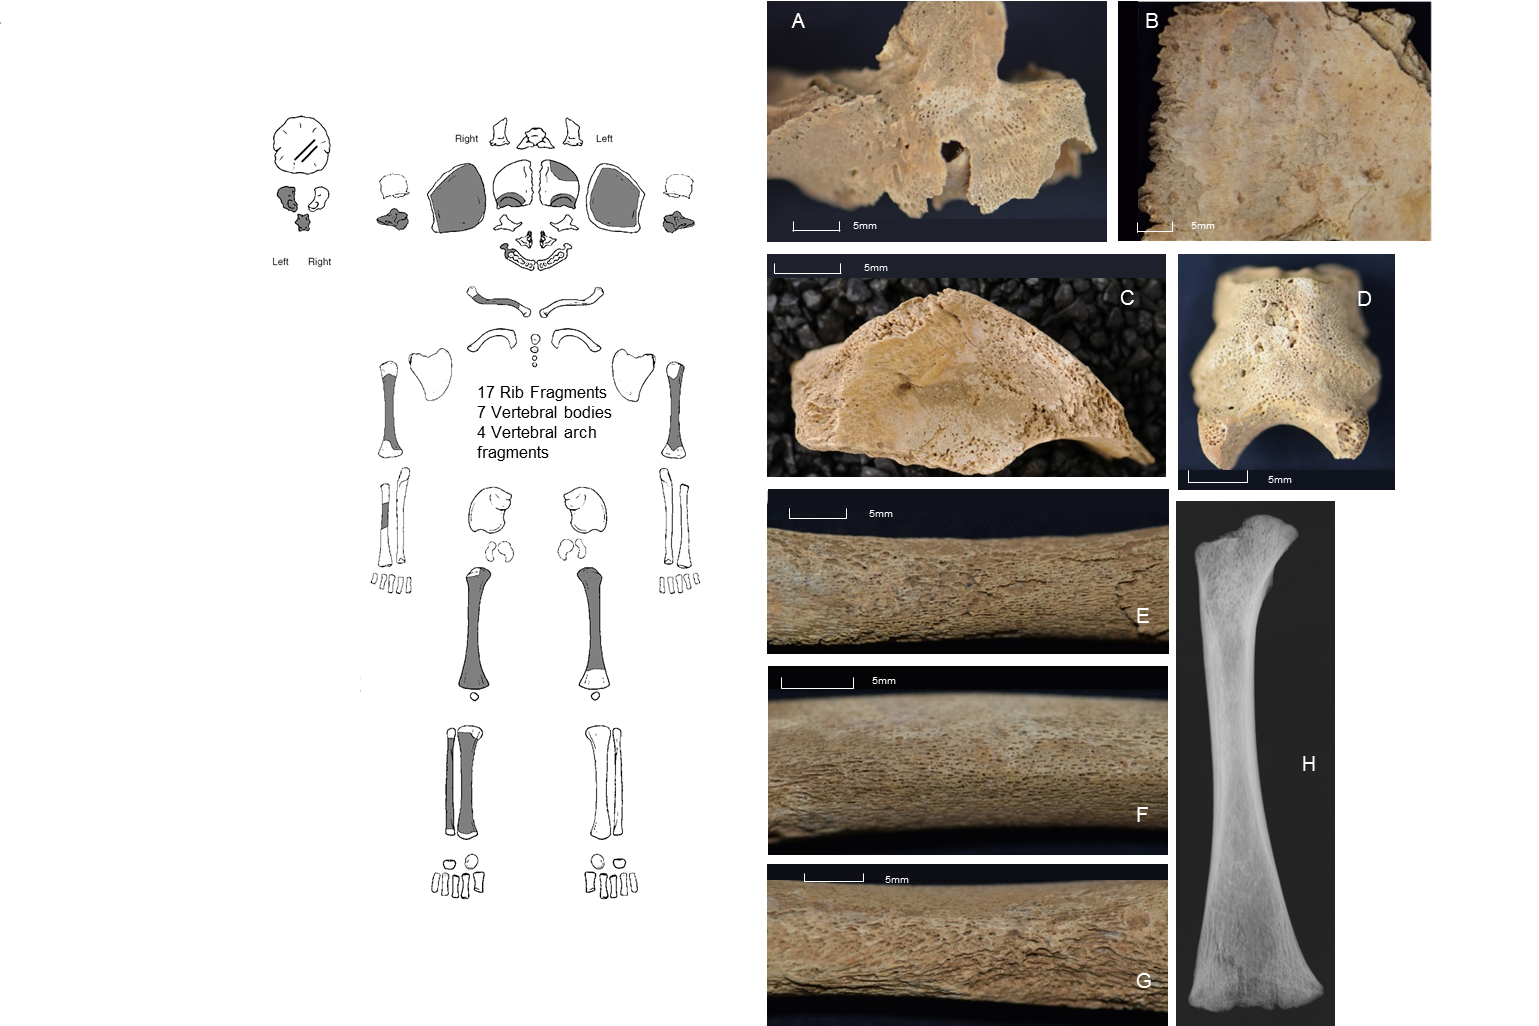 Right
Left
Left
Right
17 Rib Fragments
7 Vertebral bodies
4 Vertebral arch
fragments
A
5mm
B
5mm
5mm
C
D
5mm
5mm
E
5mm
F
5mm
G
H